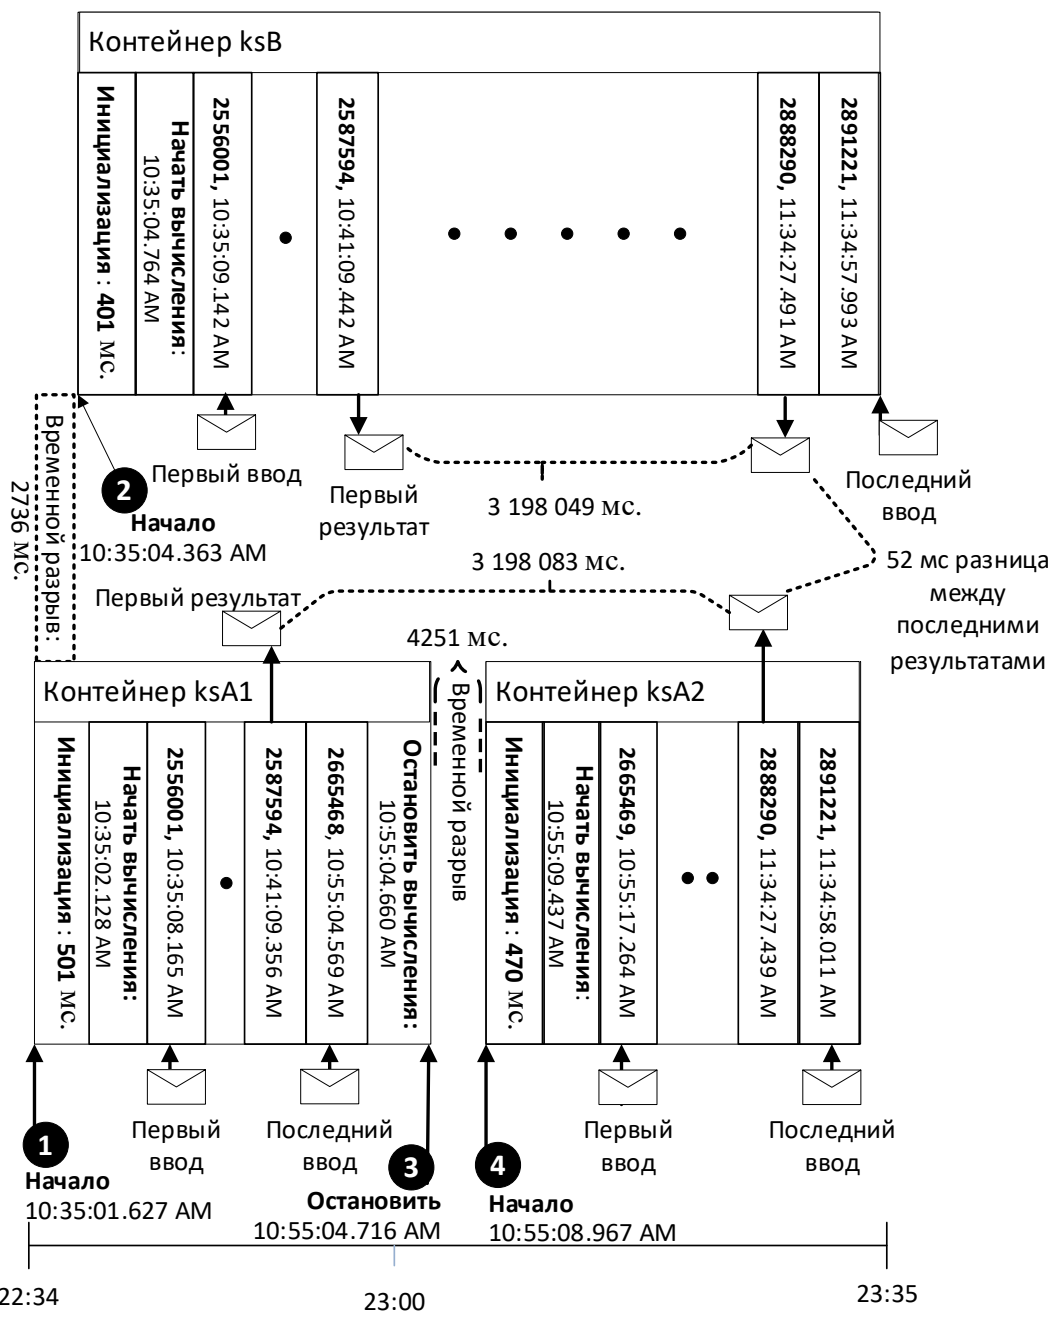 Контейнер ksB
Инициализация : 401 мс.
Начать вычисления:
10:35:04.764 AM
2556001, 10:35:09.142 AM
2587594, 10:41:09.442 AM
2888290, 11:34:27.491 AM
2891221, 11:34:57.993 AM
Временной разрыв:
2736 мс.
2
Начало
10:35:04.363 AM
Первый ввод
Первый
результат
3 198 049 мс.
Последний
ввод
3 198 083 мс.
52 мс разница
между
последними
результатами
Первый результат
4251 мс.
Временной разрыв
Контейнер ksA1
Инициализация : 501 мс.
Начать вычисления:
10:35:02.128 AM
2556001, 10:35:08.165 AM
2587594, 10:41:09.356 AM
2665468, 10:55:04.569 AM
Остановить вычисления:
10:55:04.660 AM
Контейнер ksA2
Инициализация : 470 мс.
Начать вычисления:
10:55:09.437 AM
2665469, 10:55:17.264 AM
2888290, 11:34:27.439 AM
2891221, 11:34:58.011 AM
1
Начало
10:35:01.627 AM
Первый
ввод
Последний
ввод
3
Остановить
10:55:04.716 AM
4
Начало
10:55:08.967 AM
Первый
ввод
Последний
ввод
22:34
23:00
23:35